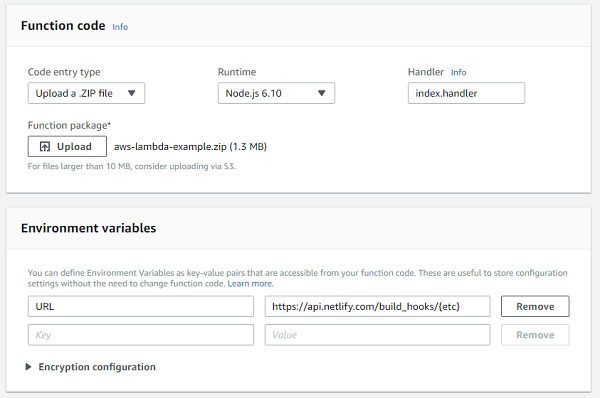 Function code Info
Code entry type Runtime Handler Info
Upload a .ZIP file Node.js 6.10 index.handler
Function package*
Upload aws-lambda-example.zip (1.3 MB)
For files larger than 10 MB, consider uploading via S3.
Environment variables
You can define Environment Variables as key-value pairs that are accessible from your function code. These are useful to store configuration
settings without the need to change function code. Learn more.
URL https://api.netlify.com/build_hooks/{etc} Remove
Key Value Remove
Encryption configuration